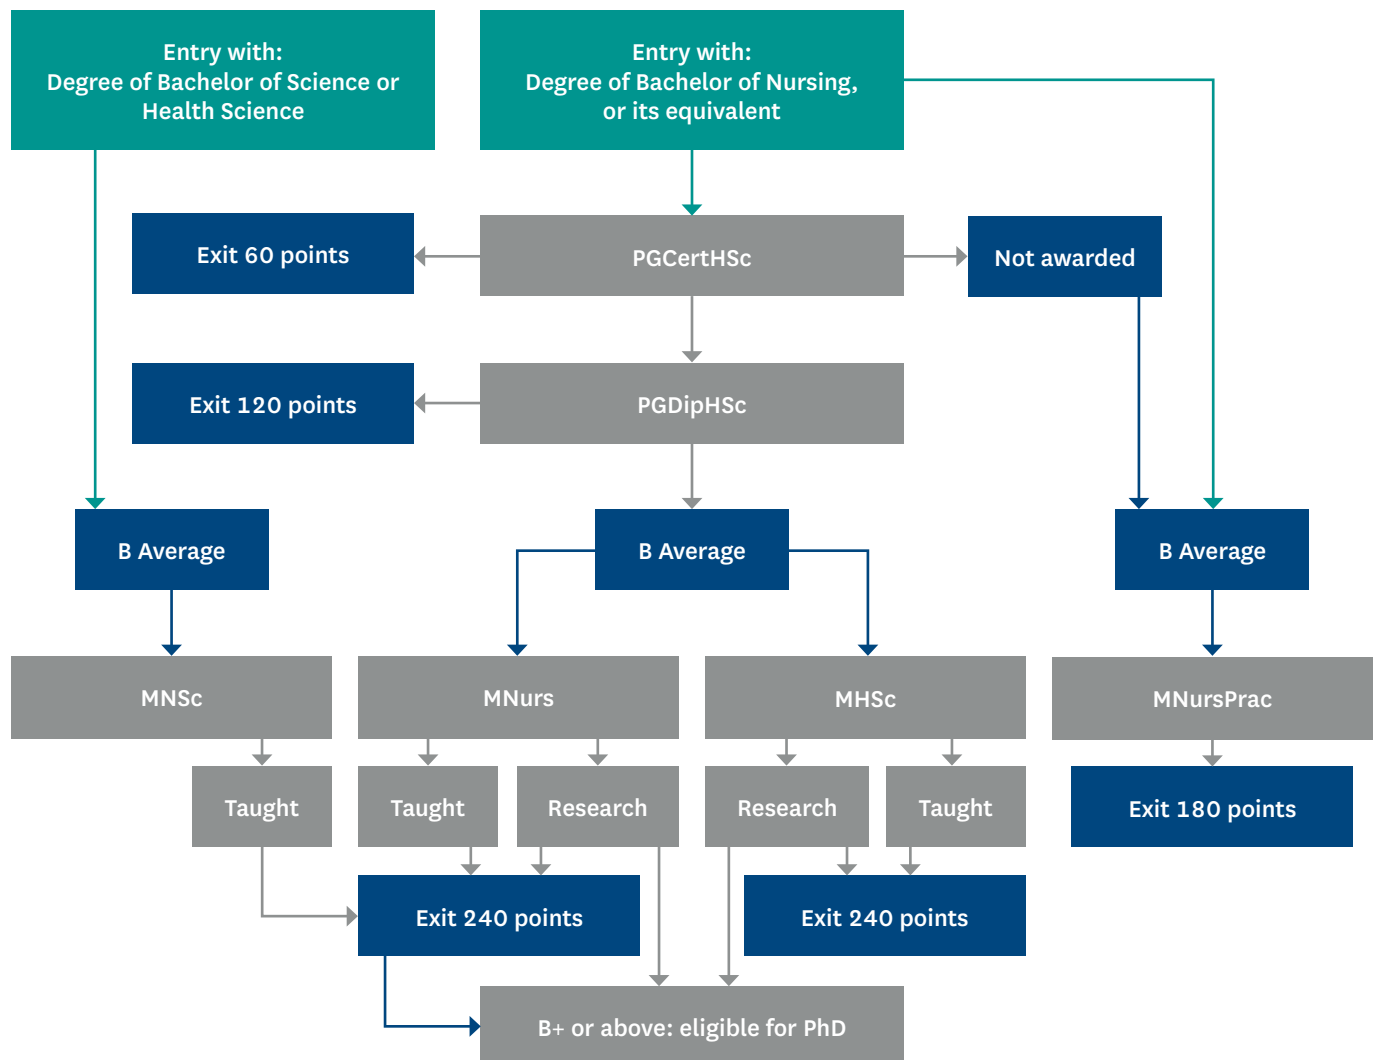 Entry with:
Degree of Bachelor of Science or
Health Science
Entry with:
Degree of Bachelor of Nursing,
or its equivalent
Exit 60 points
PGCertHSc
Not awarded
Exit 120 points
PGDipHSc
B Average
B Average
B Average
MNSc
MNurs
MHSc
MNursPrac
Taught
Taught
Research
Research
Taught
Exit 180 points
Exit 240 points
Exit 240 points
B+ or above: eligible for PhD